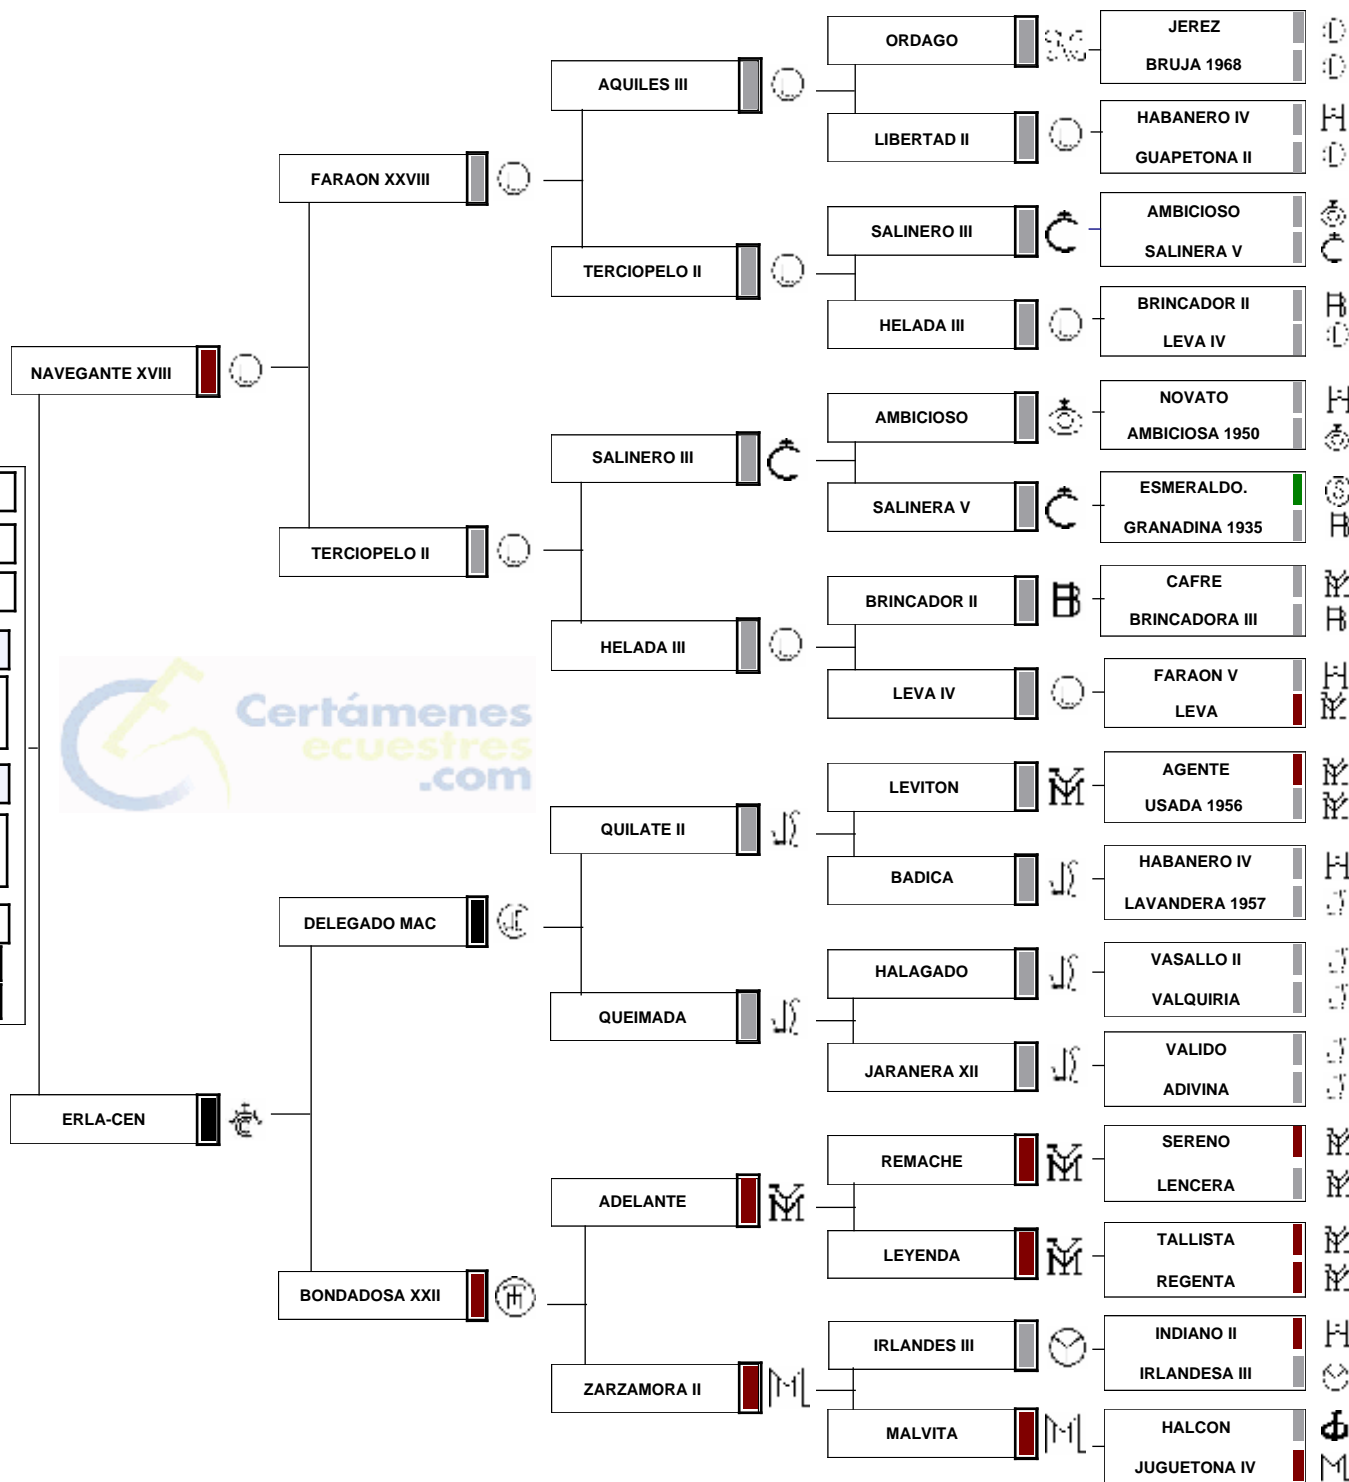 NAVEGANTE XVIII
ERLA-CEN
FARAON XXVIII
TERCIOPELO II
DELEGADO MAC
BONDADOSA XXII
AQUILES III
TERCIOPELO II
SALINERO III
HELADA III
QUILATE II
QUEIMADA
ADELANTE
ZARZAMORA II
ORDAGO
LIBERTAD II
SALINERO III
HELADA III
AMBICIOSO
SALINERA V
BRINCADOR II
LEVA IV
LEVITON
BADICA
HALAGADO
JARANERA XII
REMACHE
LEYENDA
IRLANDES III
MALVITA
JEREZ
BRUJA 1968
HABANERO IV
GUAPETONA II
AMBICIOSO
SALINERA V
BRINCADOR II
LEVA IV
NOVATO
AMBICIOSA 1950
ESMERALDO.
GRANADINA 1935
CAFRE
BRINCADORA III
FARAON V
LEVA
AGENTE
USADA 1956
HABANERO IV
LAVANDERA 1957
VASALLO II
VALQUIRIA
VALIDO
ADIVINA
SERENO
LENCERA
TALLISTA
REGENTA
INDIANO II
IRLANDESA III
HALCON
JUGUETONA IV
Certámenes
ecuestres
.com